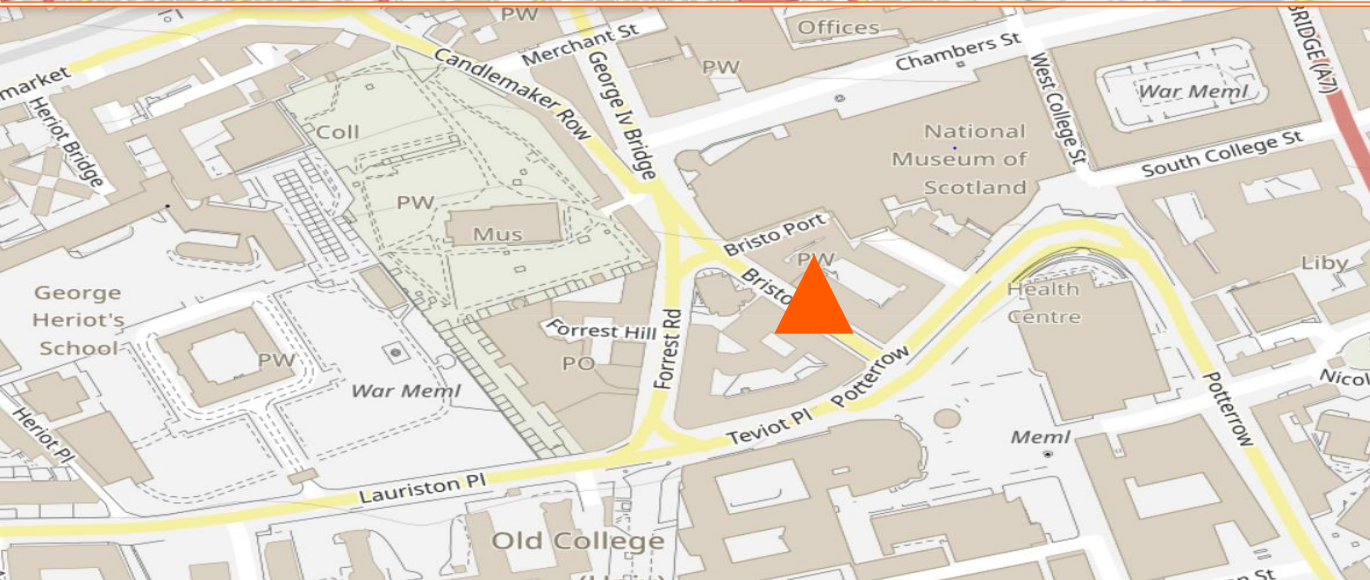 PW
Offices
Merchant St
Chambers St
BRIDGE (A7)
market
Candlemaker Row
George Iv Bridge
PW
West College St
War Meml
Heriot Bridge
Coll
National
Museum of
Scotland
South College St
PW
Mus
Bristo Port
PW
Liby
George
Heriot's
School
Bristo
Health
Centre
Forrest Hill
Forrest Rd
PO
PW
War Meml
Potterrow
Potterrow
Heriot Pl
Teviot Pl
Meml
Lauriston Pl
Old College
St